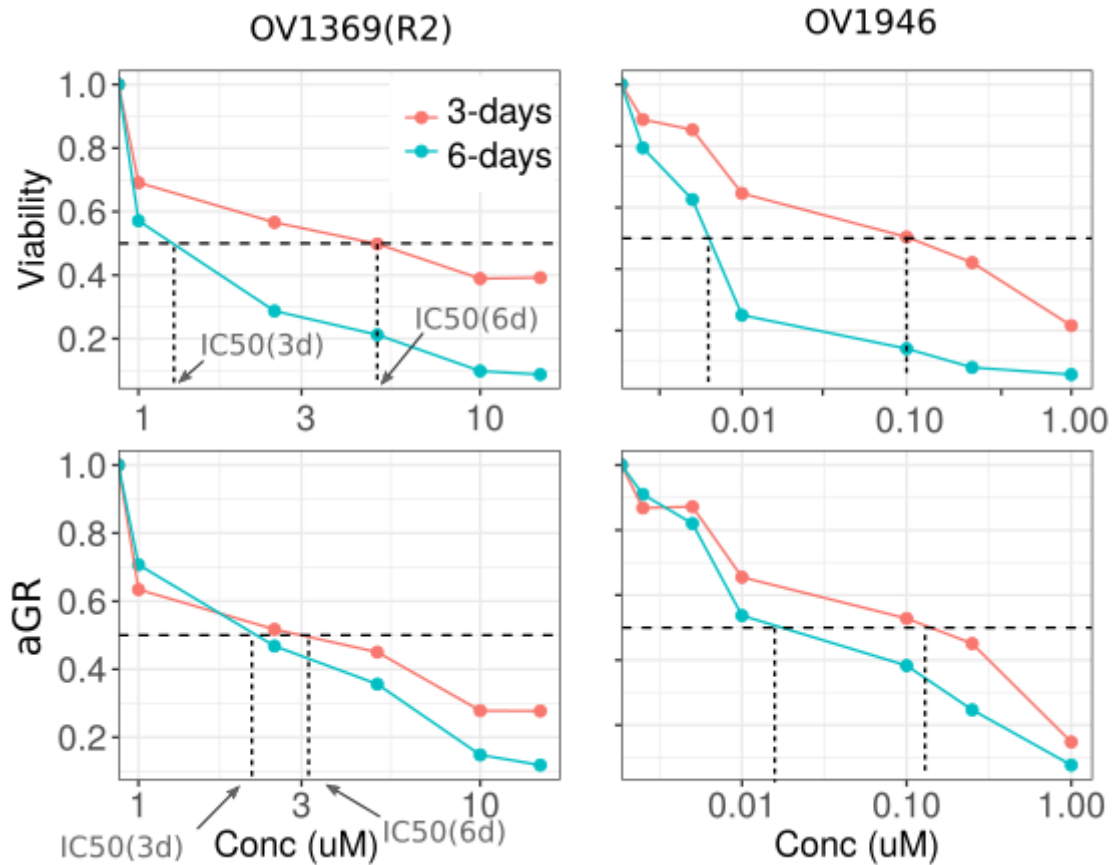 OV1369(R2)
OV1946
Viability
1.0
0.8
0.6
0.4
0.2
3-days
6-days
IC50(3d)
IC50(6d)
1
3
10
0.01
0.10
1.00
aGR
1.0
0.8
0.6
0.4
0.2
1
3
10
0.01
0.10
1.00
IC50(3d)
Conc (uM)
IC50(6d)
Conc (uM)